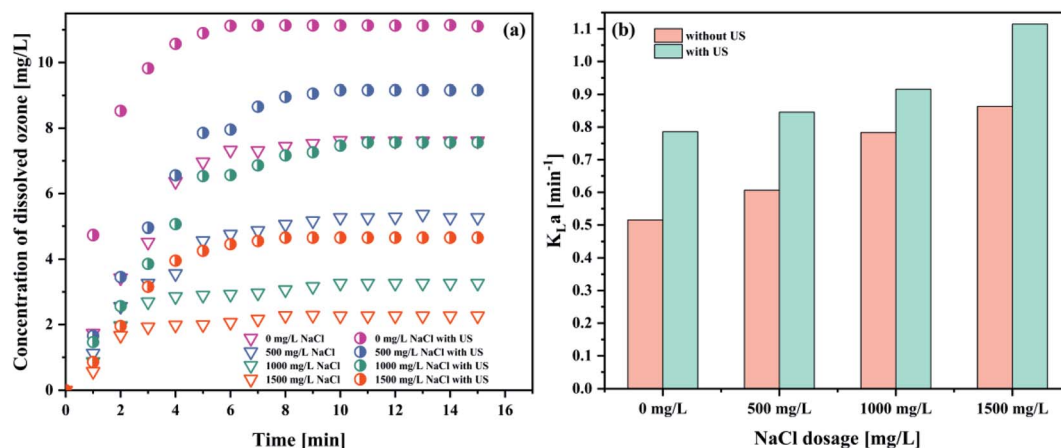 (a)
Concentration of dissolved ozone [mg/L]
10
8
6
4
2
0
0 mg/L NaCl
0 mg/L NaCl with US
500 mg/L NaCl
500 mg/L NaCl with US
1000 mg/L NaCl
1000 mg/L NaCl with US
1500 mg/L NaCl
1500 mg/L NaCl with US
0 2 4 6 8 10 12 14 16
Time [min]
(b)
without US
with US
K_La [min⁻¹]
1.1
1.0
0.9
0.8
0.7
0.6
0.5
0.4
0.3
0.2
0.1
0.0
0 mg/L 500 mg/L 1000 mg/L 1500 mg/L
NaCl dosage [mg/L]